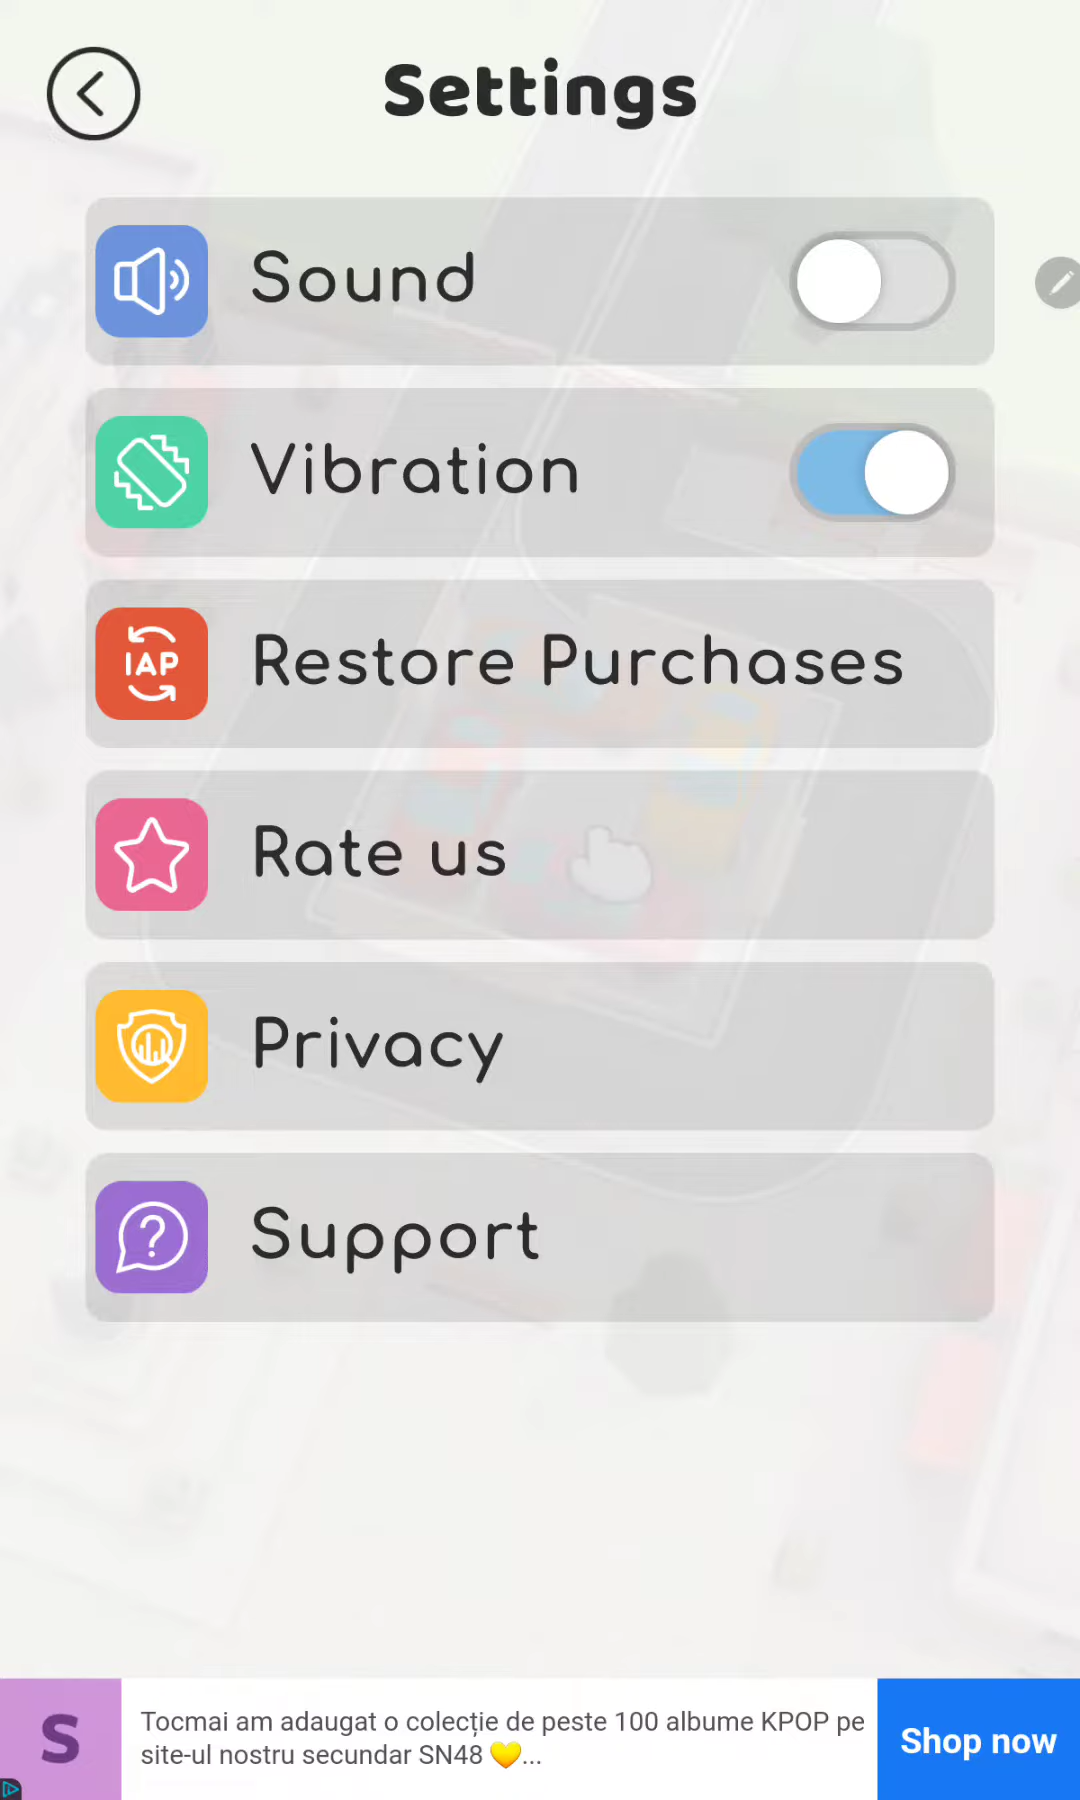 Settings
Sound
Vibration
IAP
Restore Purchases
Rate us
Privacy
Support
S
Tocmai am adaugat o colecție de peste 100 albume KPOP pe
site-ul nostru secundar SN48 💛...
Shop now